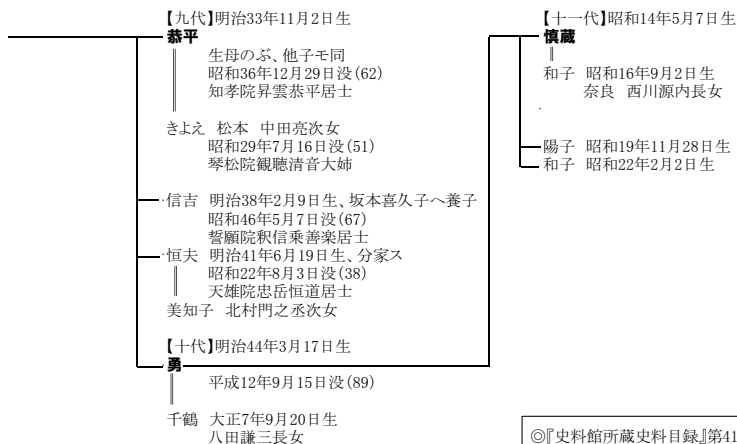 【九代】明治33年11月2日生
恭平
生母のぶ、他子モ同
昭和36年12月29日没(62)
知孝院昇雲恭平居士
きよえ 松本 中田亮次女
昭和29年7月16日没(51)
琴松院観聴清音大姉
信吉 明治38年2月9日生、坂本喜久子へ養子
昭和46年5月7日没(67)
誓願院釈信乗善楽居士
恒夫 明治41年6月19日生、分家ス
昭和22年8月3日没(38)
天雄院忠岳恒道居士
美知子 北村門之丞次女
【十代】明治44年3月17日生
勇
平成12年9月15日没(89)
千鶴 大正7年9月20日生
八田謙三長女
【十一代】昭和14年5月7日生
慎蔵
和子 昭和16年9月2日生
奈良 西川源内長女
陽子 昭和19年11月28日生
和子 昭和22年2月2日生
◎『史料館所蔵史料目録』第41